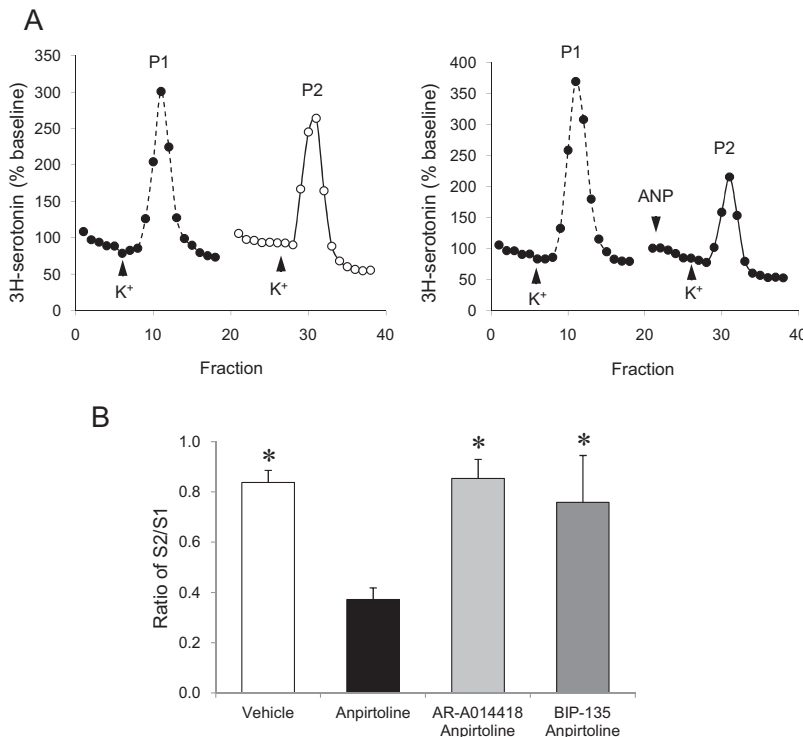 A
3H-serotonin (% baseline)
350
300
250
200
150
100
50
0
P1
P2
K+
K+
0
10
20
30
40
Fraction
3H-serotonin (% baseline)
400
350
300
250
200
150
100
50
0
P1
P2
ANP
K+
K+
0
10
20
30
40
Fraction
B
Ratio of S2/S1
1.0
0.8
0.6
0.4
0.2
0.0
*
*
*
Vehicle
Anpirtoline
AR-A014418
Anpirtoline
BIP-135
Anpirtoline